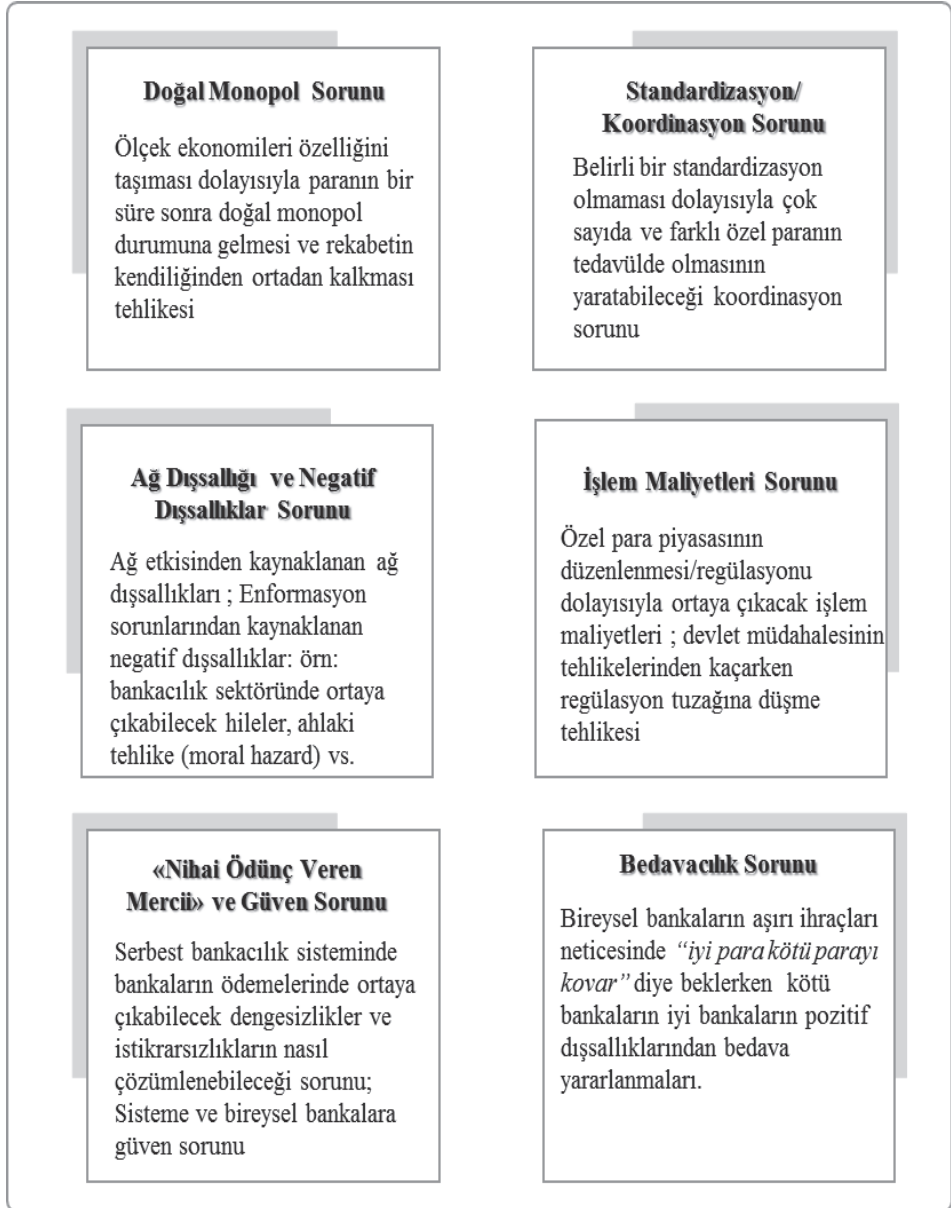 Doğal Monopol Sorunu
Ölçek ekonomileri özelliğini
taşıması dolayısıyla paranın bir
süre sonra doğal monopol
durumuna gelmesi ve rekabetin
kendiliğinden ortadan kalkması
tehlikesi
Standardizasyon/
Koordinasyon Sorunu
Belirli bir standardizasyon
olmaması dolayısıyla çok
sayıda ve farklı özel paranın
tedavülde olmasının
yaratabileceği koordinasyon
sorunu
Ağ Dışsallığı ve Negatif
Dışsallıklar Sorunu
Ağ etkisinden kaynaklanan ağ
dışsallıkları ; Enformasyon
sorunlarından kaynaklanan
negatif dışsallıklar: örn:
bankacılık sektöründe ortaya
çıkabilecek hileler, ahlaki
tehlike (moral hazard) vs.
İşlem Maliyetleri Sorunu
Özel para piyasasının
düzenlenmesi/regülasyonu
dolayısıyla ortaya çıkacak işlem
maliyetleri ; devlet müdahalesinin
tehlikelerinden kaçarken
regülasyon tuzağına düşme
tehlikesi
«Nihai Ödünç Veren
Mercii» ve Güven Sorunu
Serbest bankacılık sisteminde
bankaların ödemelerinde ortaya
çıkabilecek dengesizlikler ve
istikrarsızlıkların nasıl
çözümlenebileceği sorunu;
Sisteme ve bireysel bankalara
güven sorunu
Bedavacılık Sorunu
Bireysel bankaların aşırı ihraçları
neticesinde “iyi para kötü parayı
kovar” diye beklerken kötü
bankaların iyi bankaların pozitif
dışsallıklarından bedava
yararlanmaları.